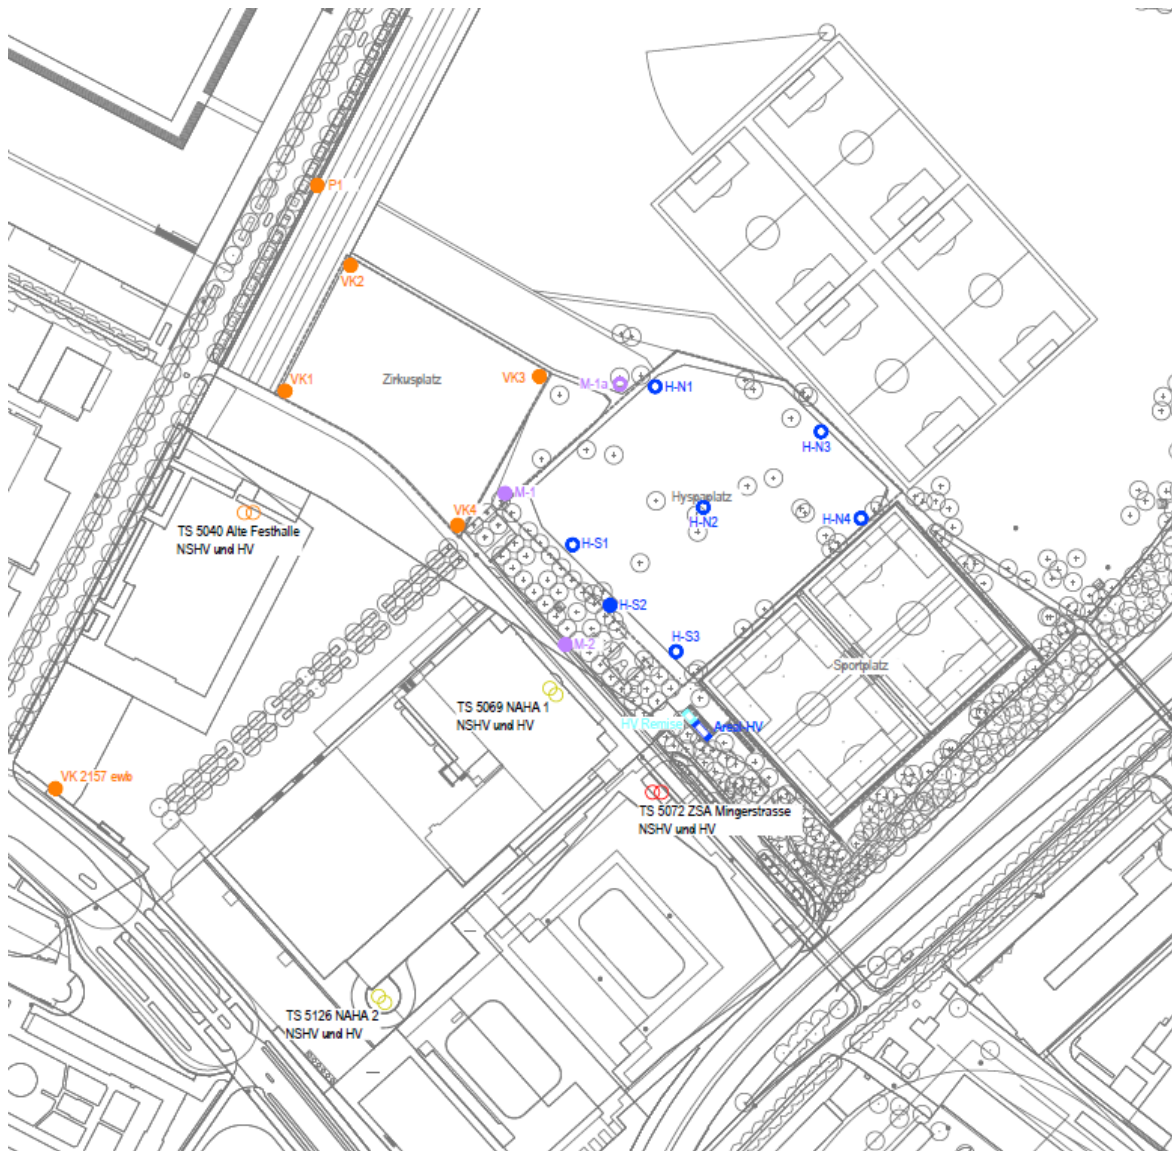 P1
VK2
VK1
Zirkusplatz
VK3
M-1a
H-N1
H-N3
M-1
Hyspaplatz
H-N2
H-N4
VK4
TS 5040 Alte Festhalle
NSHV und HV
H-S1
H-S2
M-2
H-S3
Sportplatz
TS 5069 NAHA 1
NSHV und HV
HV Remise
Areal-HV
VK 2157 ewb
TS 5072 ZSA Mingerstrasse
NSHV und HV
TS 5126 NAHA 2
NSHV und HV